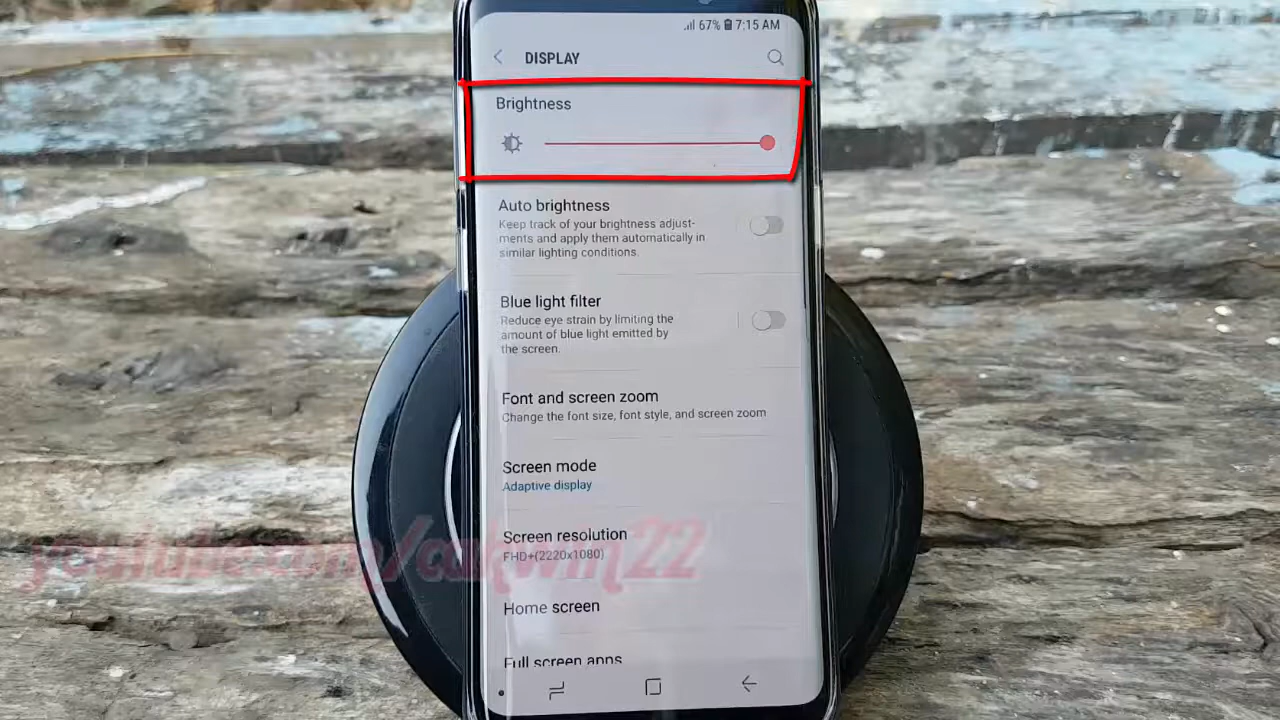 67% 7:15 AM
DISPLAY
Brightness
Auto brightness
Keep track of your brightness adjust-
ments and apply them automatically in
similar lighting conditions.
Blue light filter
Reduce eye strain by limiting the
amount of blue light emitted by
the screen.
Font and screen zoom
Change the font size, font style, and screen zoom
Screen mode
Adaptive display
Screen resolution
FHD+(2220x1080)
youtube.com/cukwin22
Home screen
Full screen apps